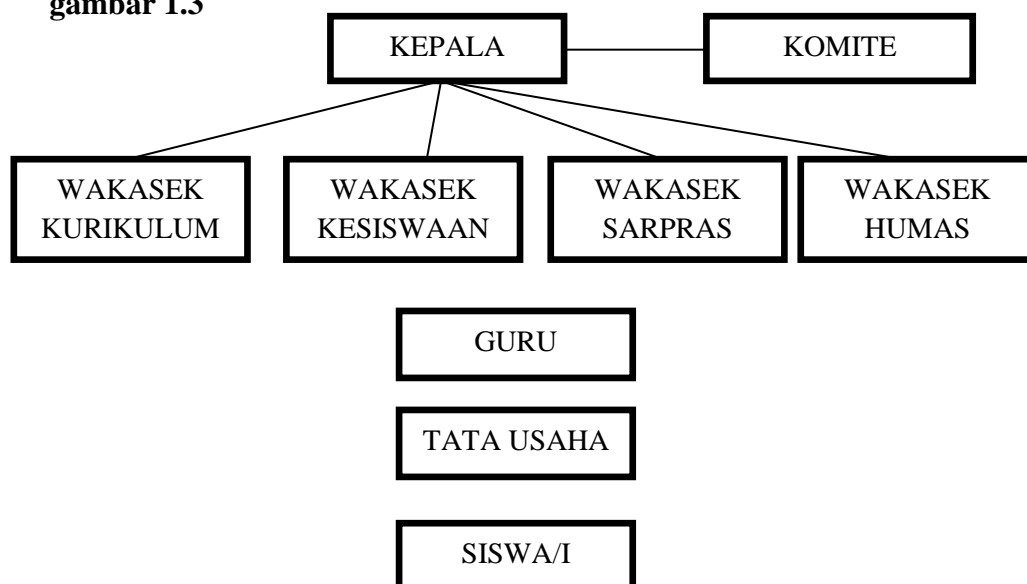 gambar 1.3
KEPALA
KOMITE
WAKASEK
KURIKULUM
WAKASEK
KESISWAAN
WAKASEK
SARPRAS
WAKASEK
HUMAS
GURU
TATA USAHA
SISWA/I